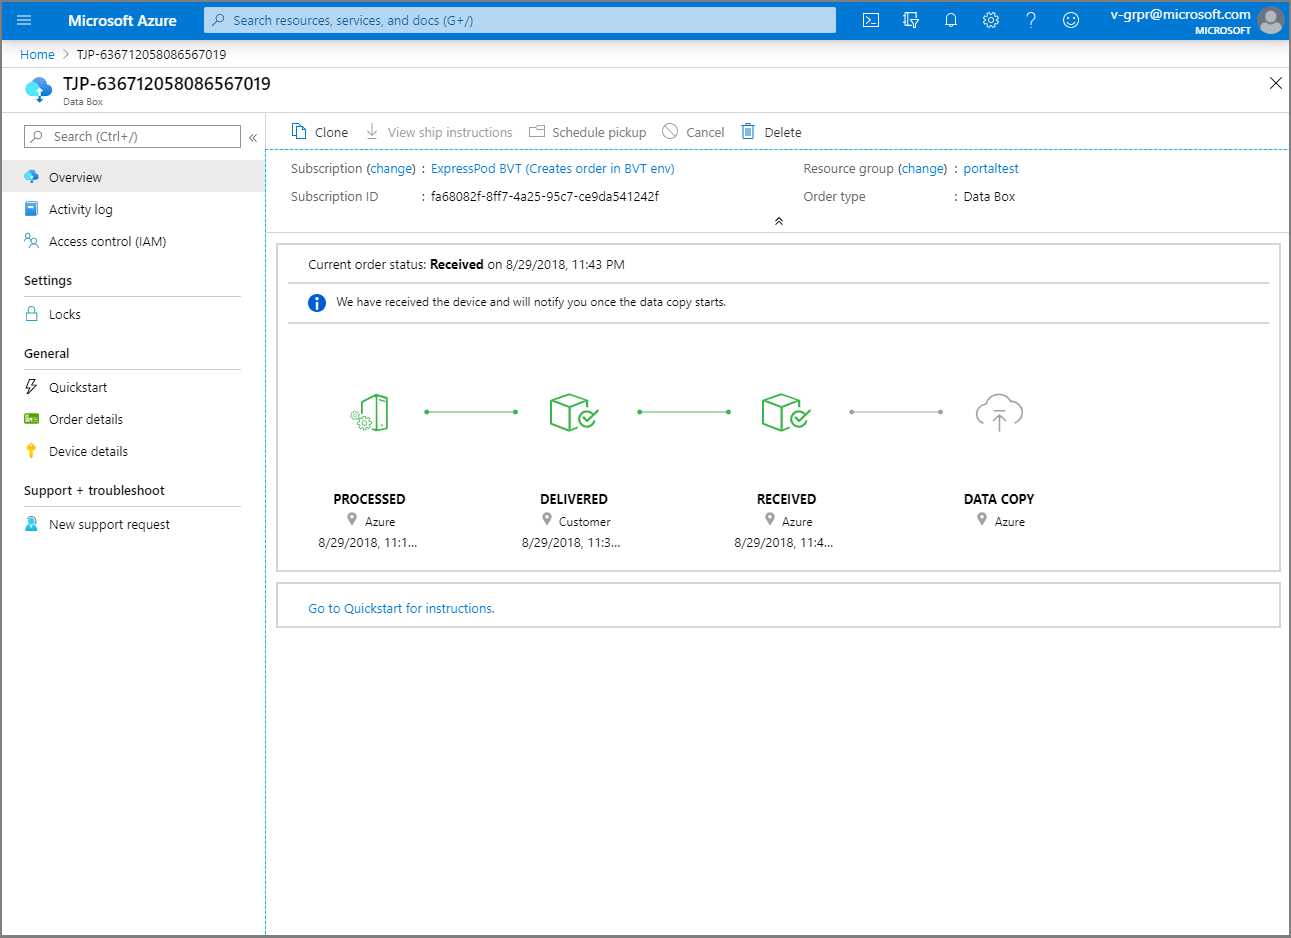 Microsoft Azure
Search resources, services, and docs (G+/)
v-grpr@microsoft.com
MICROSOFT
Home > TJP-636712058086567019
TJP-636712058086567019
Data Box
Search (Ctrl+/)
«
Overview
Activity log
Access control (IAM)
Settings
Locks
General
Quickstart
Order details
Device details
Support + troubleshoot
New support request
Clone View ship instructions Schedule pickup Cancel Delete
Subscription (change) : ExpressPod BVT (Creates order in BVT env)
Resource group (change) : portaltest
Subscription ID : fa68082f-8ff7-4a25-95c7-ce9da541242f
Order type : Data Box
Current order status: Received on 8/29/2018, 11:43 PM
We have received the device and will notify you once the data copy starts.
PROCESSED
Azure
8/29/2018, 11:1...
DELIVERED
Customer
8/29/2018, 11:3...
RECEIVED
Azure
8/29/2018, 11:4...
DATA COPY
Azure
Go to Quickstart for instructions.